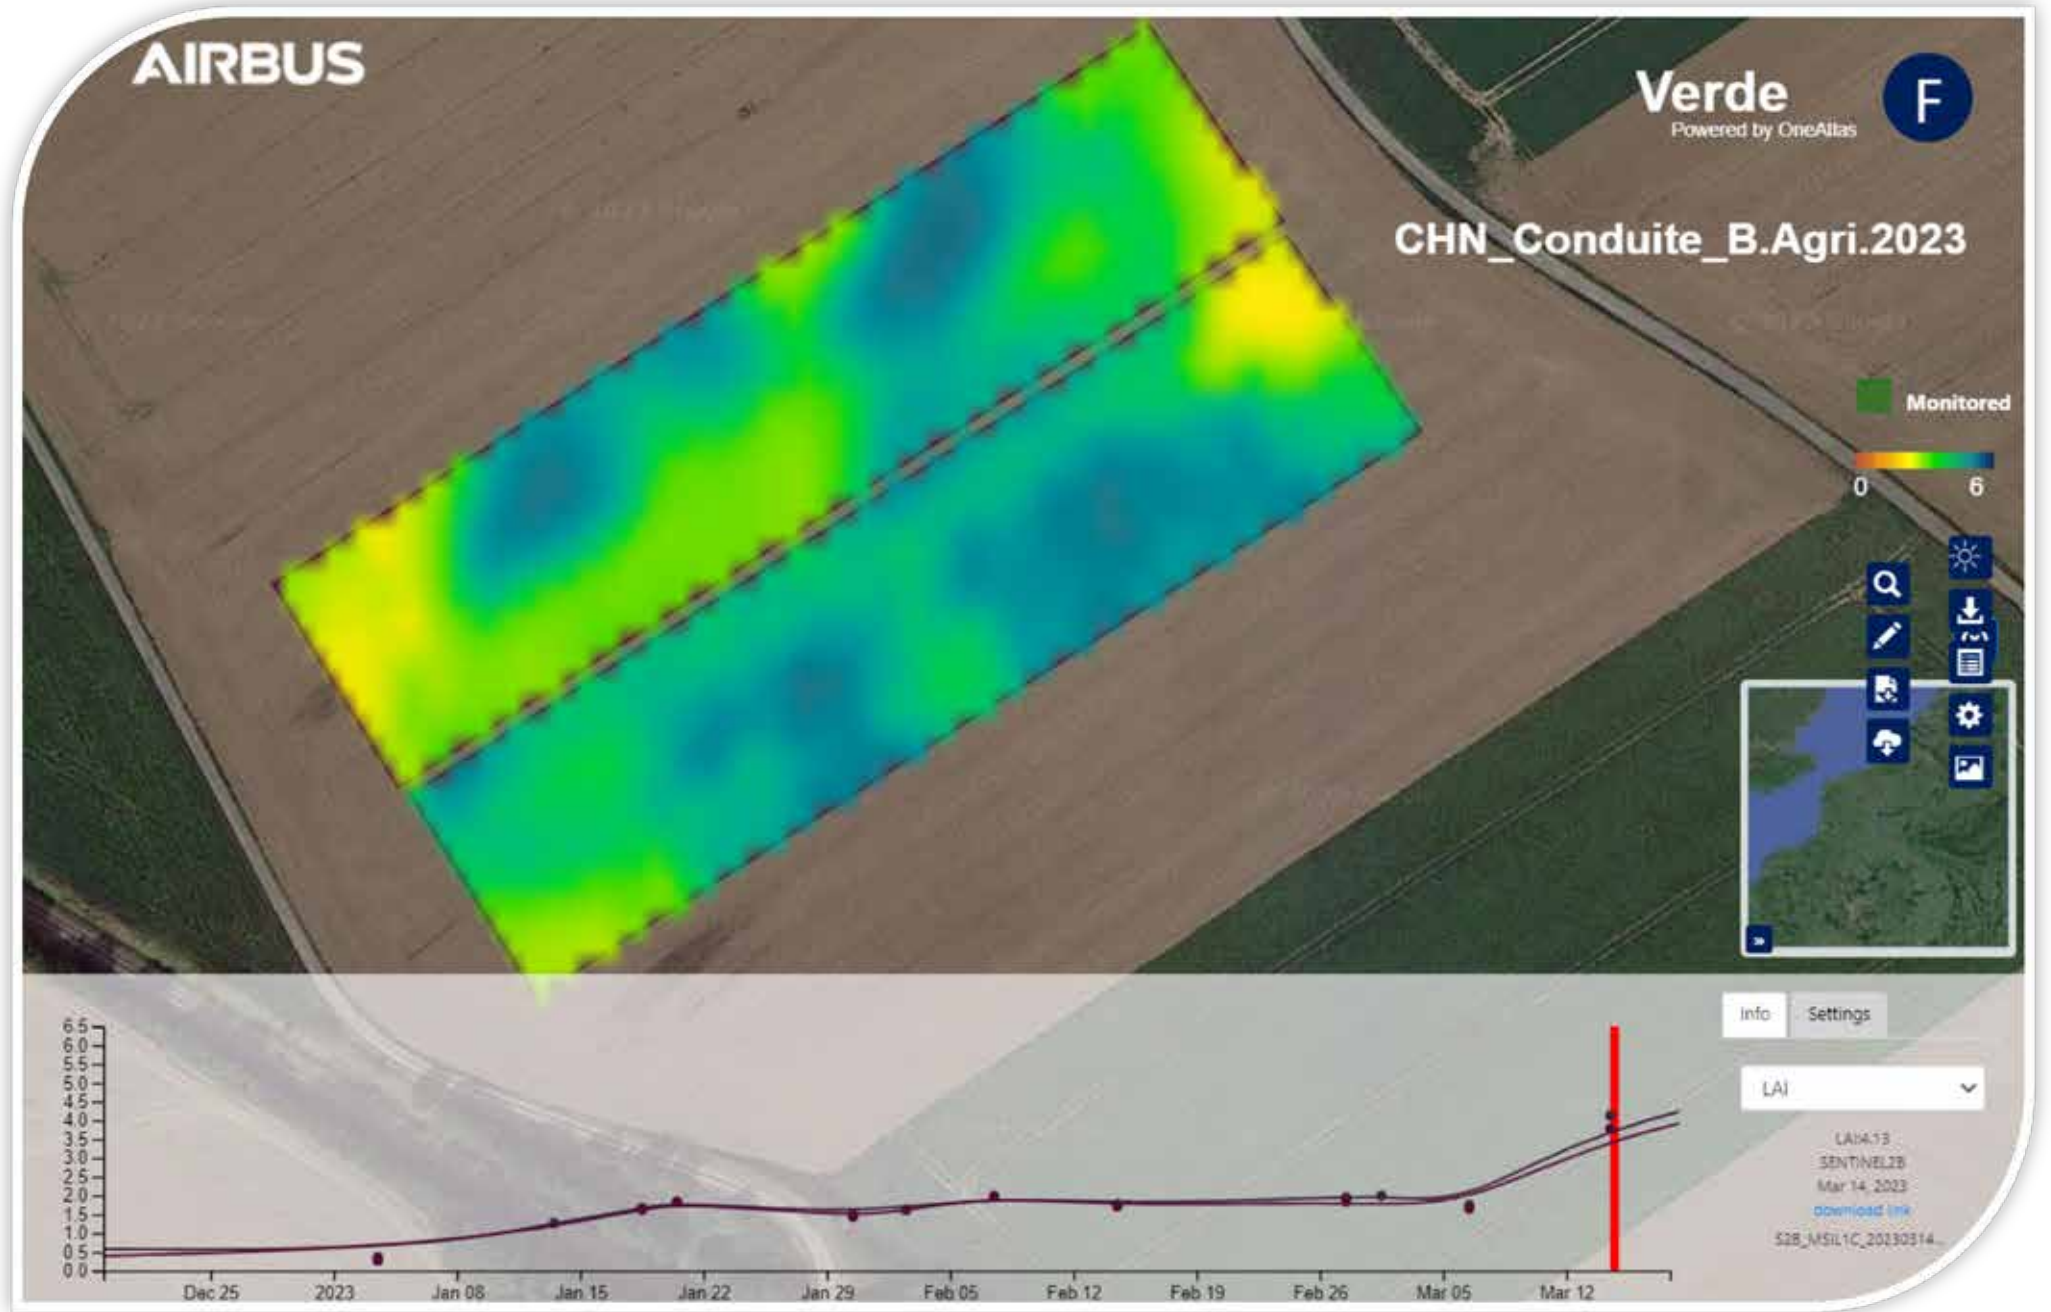 AIRBUS
Verde
Powered by OneAtlas
F
CHN_Conduite_B.Agri.2023
Monitored
0
6
»
Info
Settings
LAI
LAI:4.13
SENTINEL2B
Mar 14, 2023
download link
S2B_MSIL1C_20230314...
6.5
6.0
5.5
5.0
4.5
4.0
3.5
3.0
2.5
2.0
1.5
1.0
0.5
0.0
Dec 25
2023
Jan 08
Jan 15
Jan 22
Jan 29
Feb 05
Feb 12
Feb 19
Feb 26
Mar 05
Mar 12